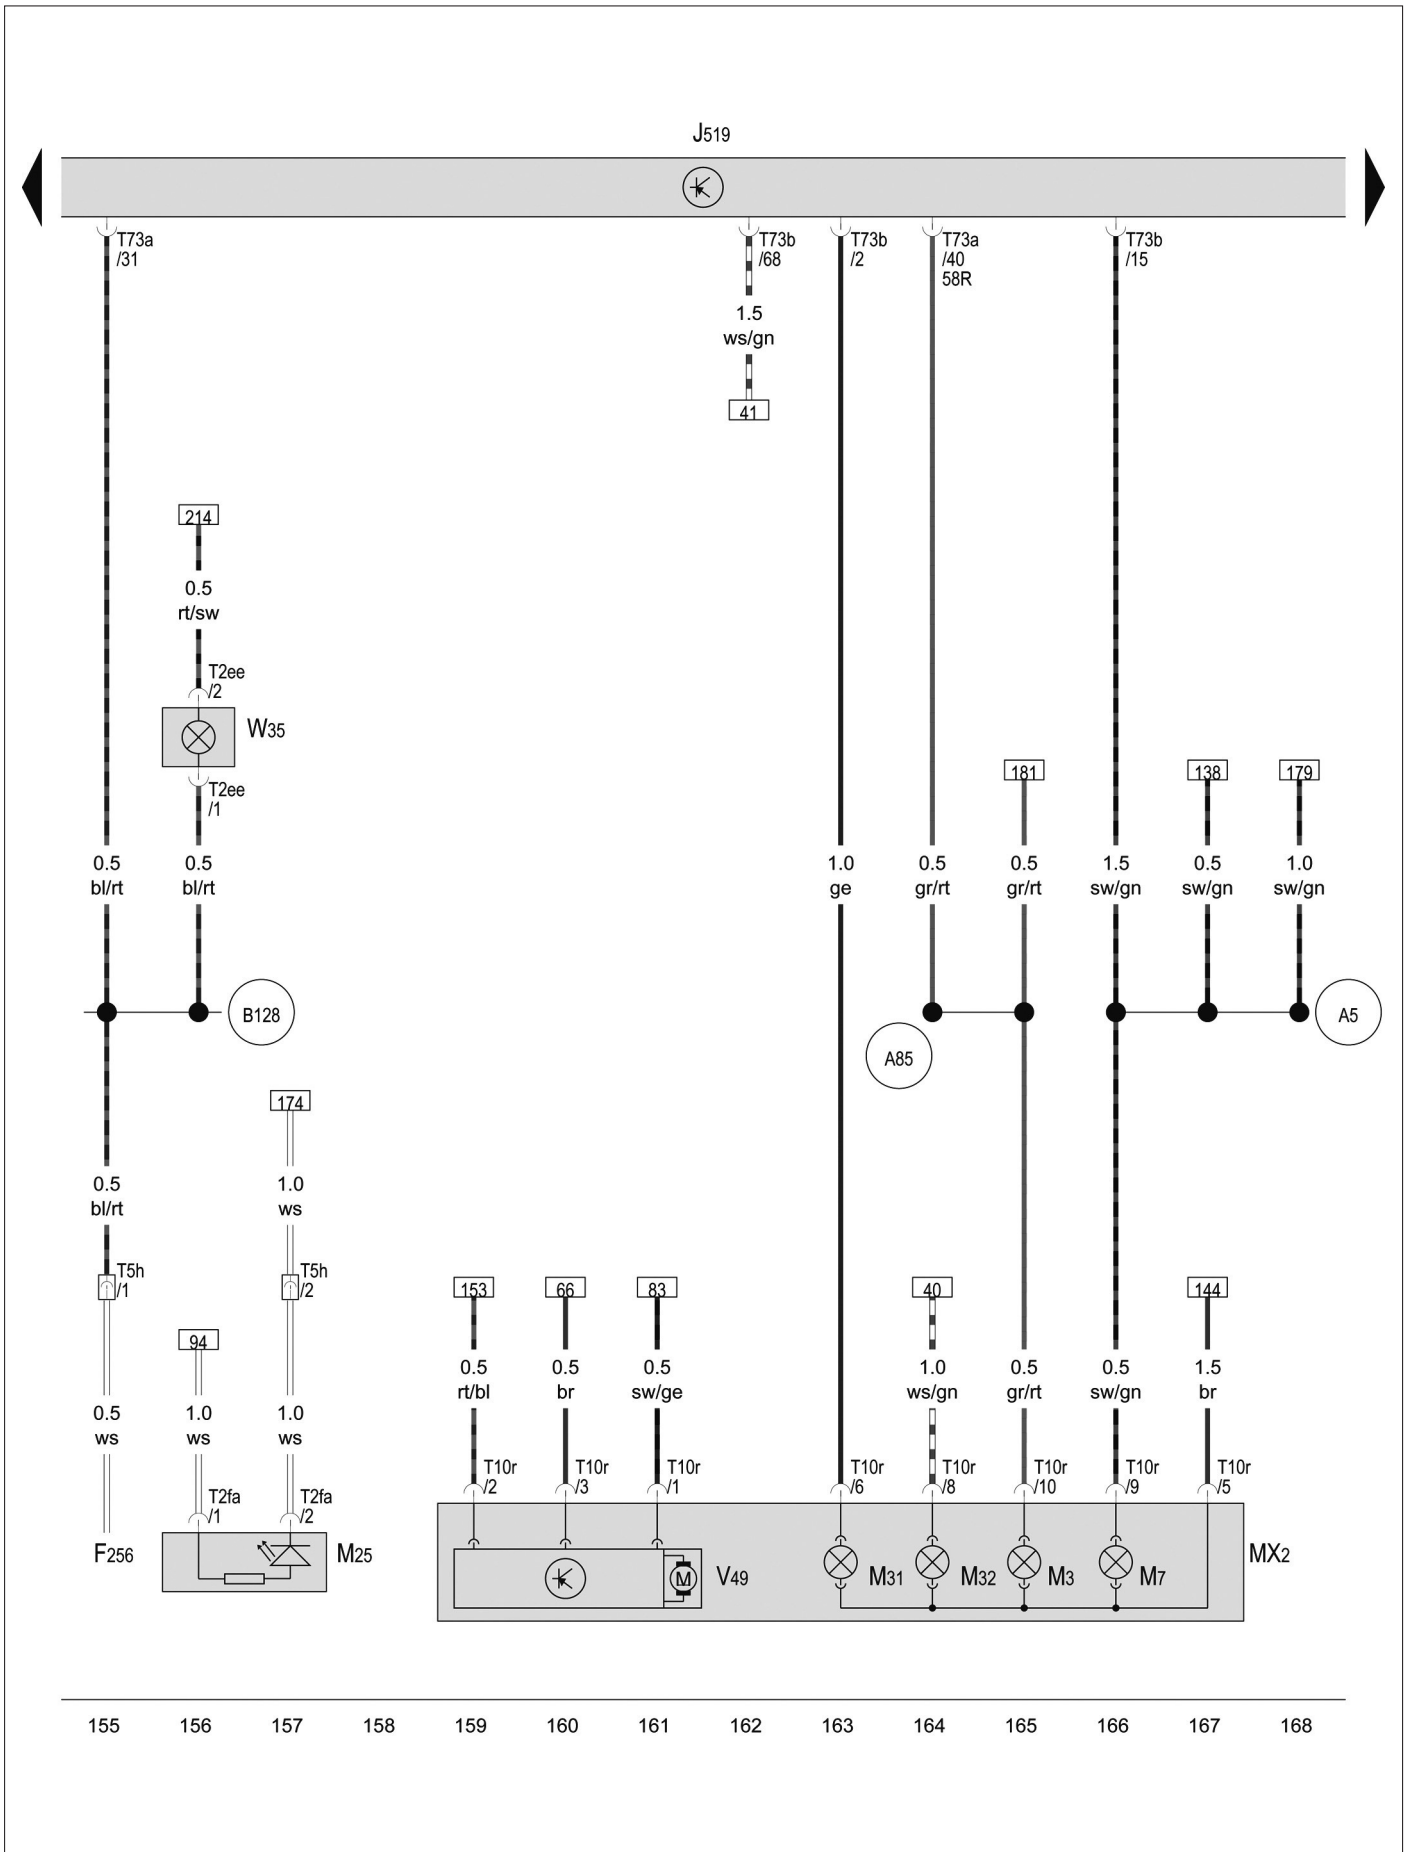 J519
T73a
/31
T73b
/68
T73b
/2
T73a
/40
58R
T73b
/15
1.5
ws/gn
41
214
0.5
rt/sw
T2ee
/2
W35
T2ee
/1
181
138
179
0.5
bl/rt
0.5
bl/rt
1.0
ge
0.5
gr/rt
0.5
gr/rt
1.5
sw/gn
0.5
sw/gn
1.0
sw/gn
B128
A85
A5
174
0.5
bl/rt
1.0
ws
T5h
/1
T5h
/2
94
153
66
83
40
144
0.5
ws
1.0
ws
1.0
ws
0.5
rt/bl
0.5
br
0.5
sw/ge
1.0
ws/gn
0.5
gr/rt
0.5
sw/gn
1.5
br
T2fa
/1
T2fa
/2
T10r
/2
T10r
/3
T10r
/1
T10r
/6
T10r
/8
T10r
/10
T10r
/9
T10r
/5
F256
M25
M
V49
M31
M32
M3
M7
MX2
155 156 157 158 159 160 161 162 163 164 165 166 167 168